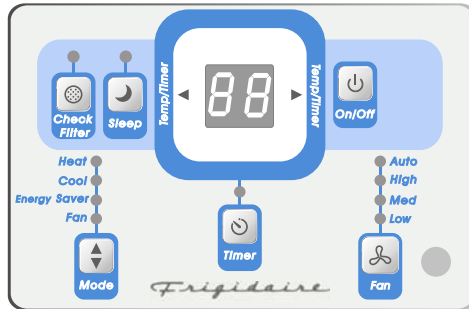 Check
Filter
Sleep
Temp/Timer
88
Temp/Timer
On/Off
Heat
Cool
Energy Saver
Fan
Mode
Timer
Auto
High
Med
Low
Fan
Frigidaire